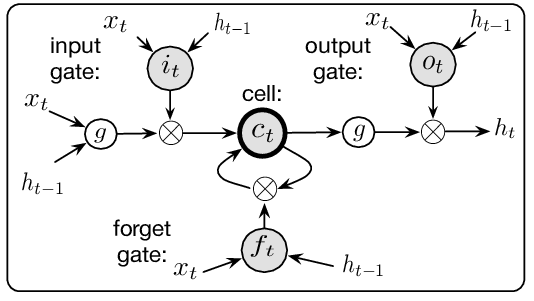 x_t h_{t-1}
input gate:
i_t
x_t
g
⊗
h_{t-1}
cell:
c_t
g
⊗
output gate:
x_t h_{t-1}
o_t
⊗
h_t
forget gate:
f_t
x_t h_{t-1}